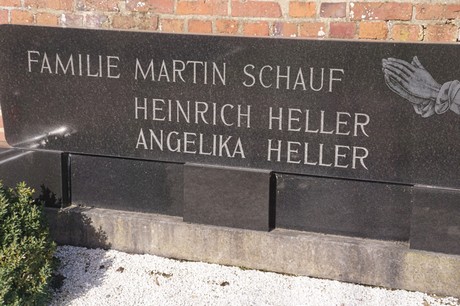 FAMILIE MARTIN SCHAUF
HEINRICH HELLER
ANGELIKA HELLER